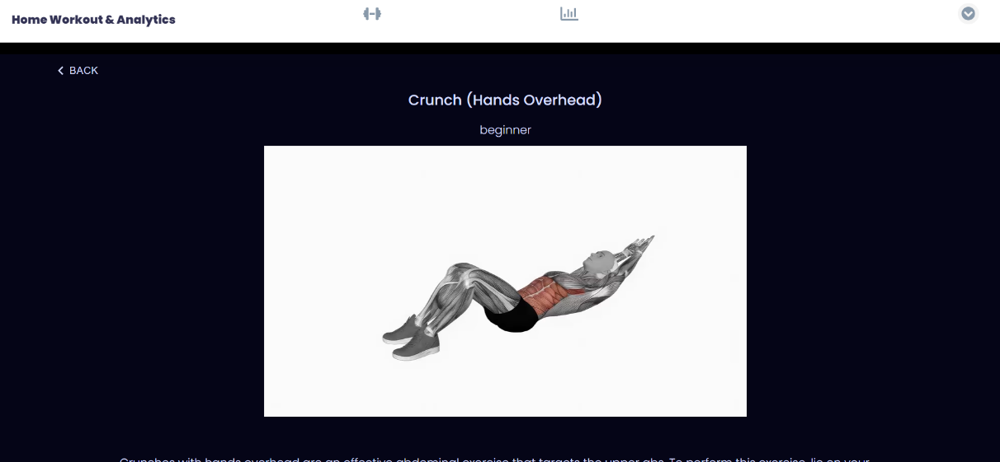 Home Workout & Analytics
BACK
Crunch (Hands Overhead)
beginner
Crunches with hands overhead are an effective abdominal exercise that targets the upper abs. To perform this exercise, lie on your